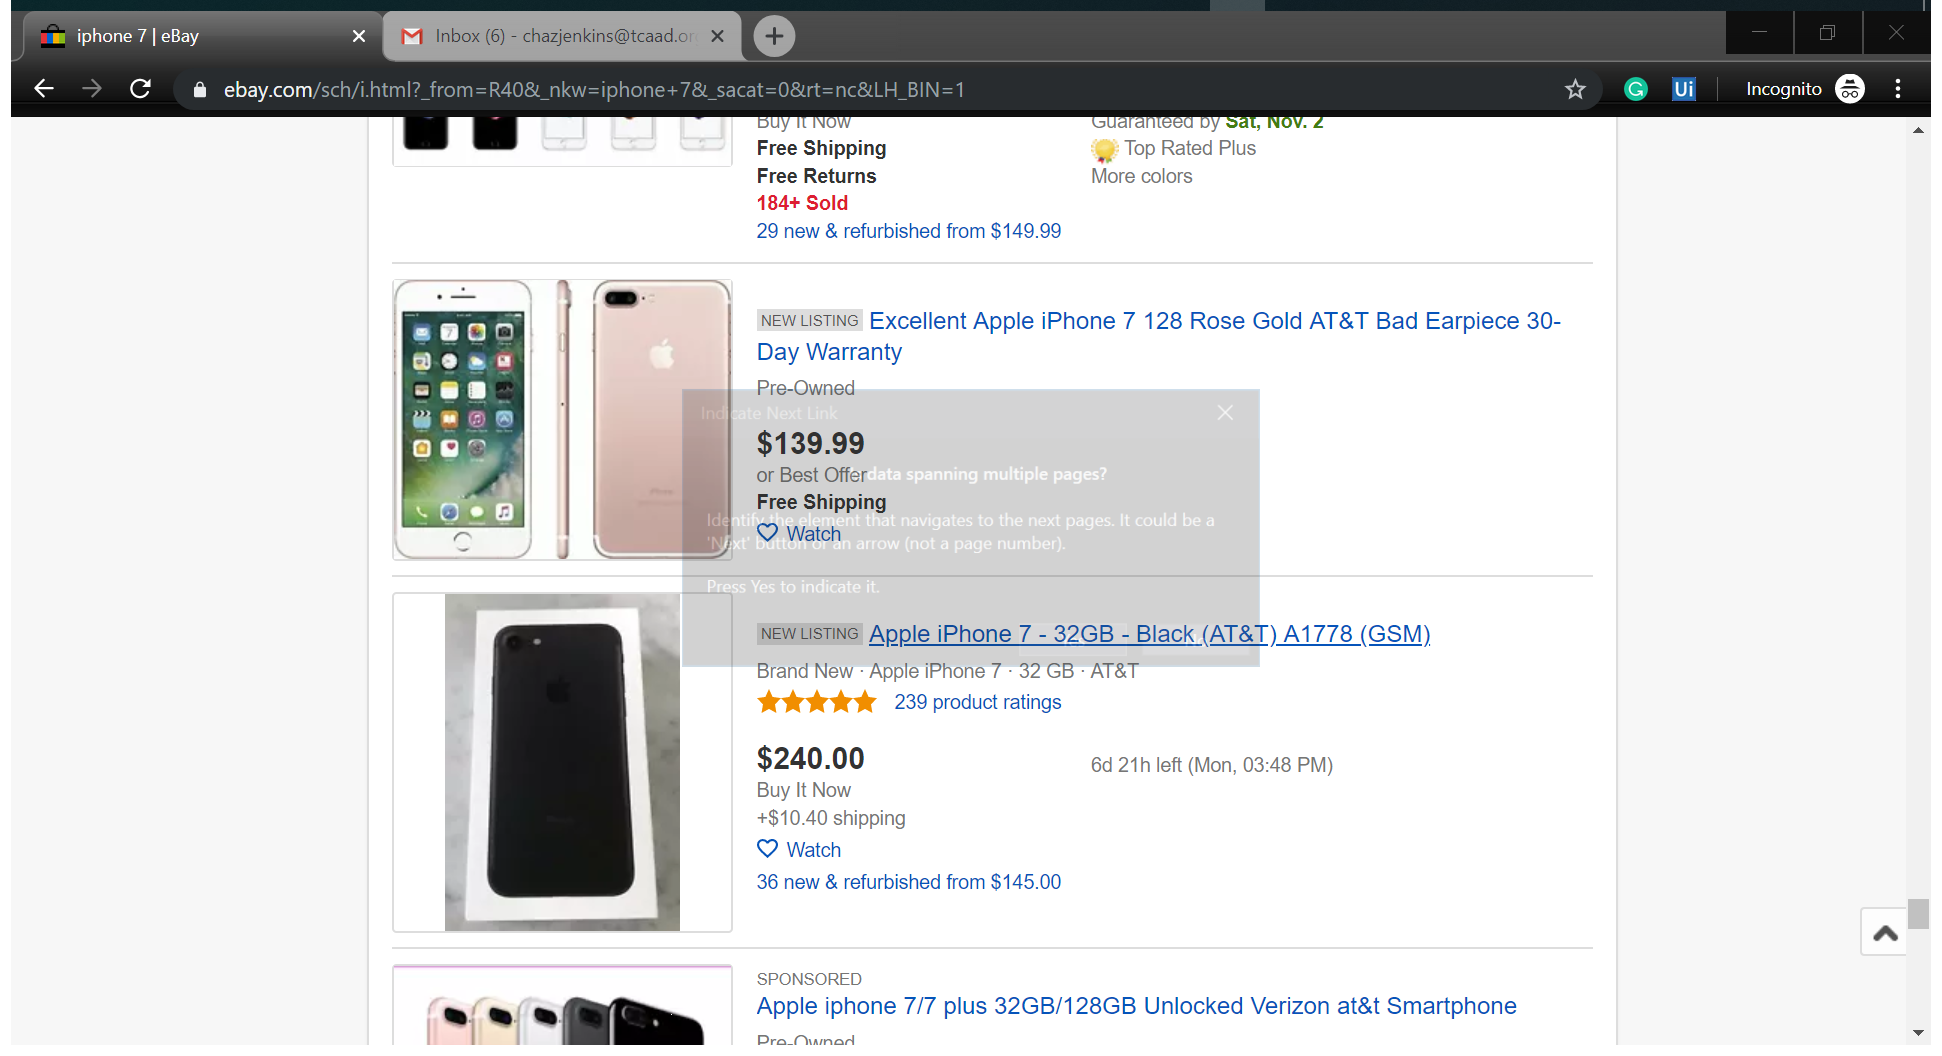 iphone 7 | eBay
Inbox (6) - chazjenkins@tcaad.or
ebay.com/sch/i.html?_from=R40&_nkw=iphone+7&_sacat=0&rt=nc&LH_BIN=1
Ui
Incognito
Buy It Now
Guaranteed by Sat, Nov. 2
Free Shipping
Top Rated Plus
Free Returns
More colors
184+ Sold
29 new & refurbished from $149.99
NEW LISTING Excellent Apple iPhone 7 128 Rose Gold AT&T Bad Earpiece 30-
Day Warranty
Pre-Owned
Indicate Next Link
$139.99
or Best Offer
data spanning multiple pages?
Free Shipping
Identify the element that navigates to the next pages. It could be a
Watch
'Next' button or an arrow (not a page number).
Press Yes to indicate it.
NEW LISTING Apple iPhone 7 - 32GB - Black (AT&T) A1778 (GSM)
Brand New · Apple iPhone 7 · 32 GB · AT&T
239 product ratings
$240.00
6d 21h left (Mon, 03:48 PM)
Buy It Now
+$10.40 shipping
Watch
36 new & refurbished from $145.00
SPONSORED
Apple iphone 7/7 plus 32GB/128GB Unlocked Verizon at&t Smartphone
Pre-Owned